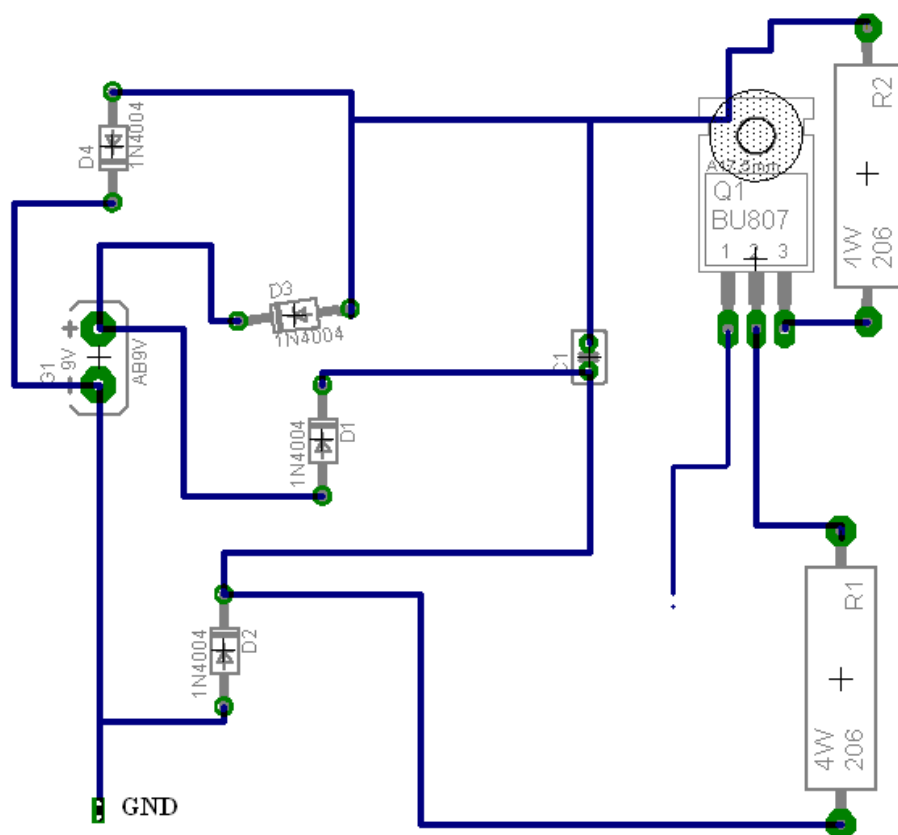 R2
4W
206
D4
1N4004
Q1
BU807
1 2 3
D3
1N4004
+
G1
9V
AB9V
-
C1
D1
1N4004
D2
1N4004
R1
4W
206
GND